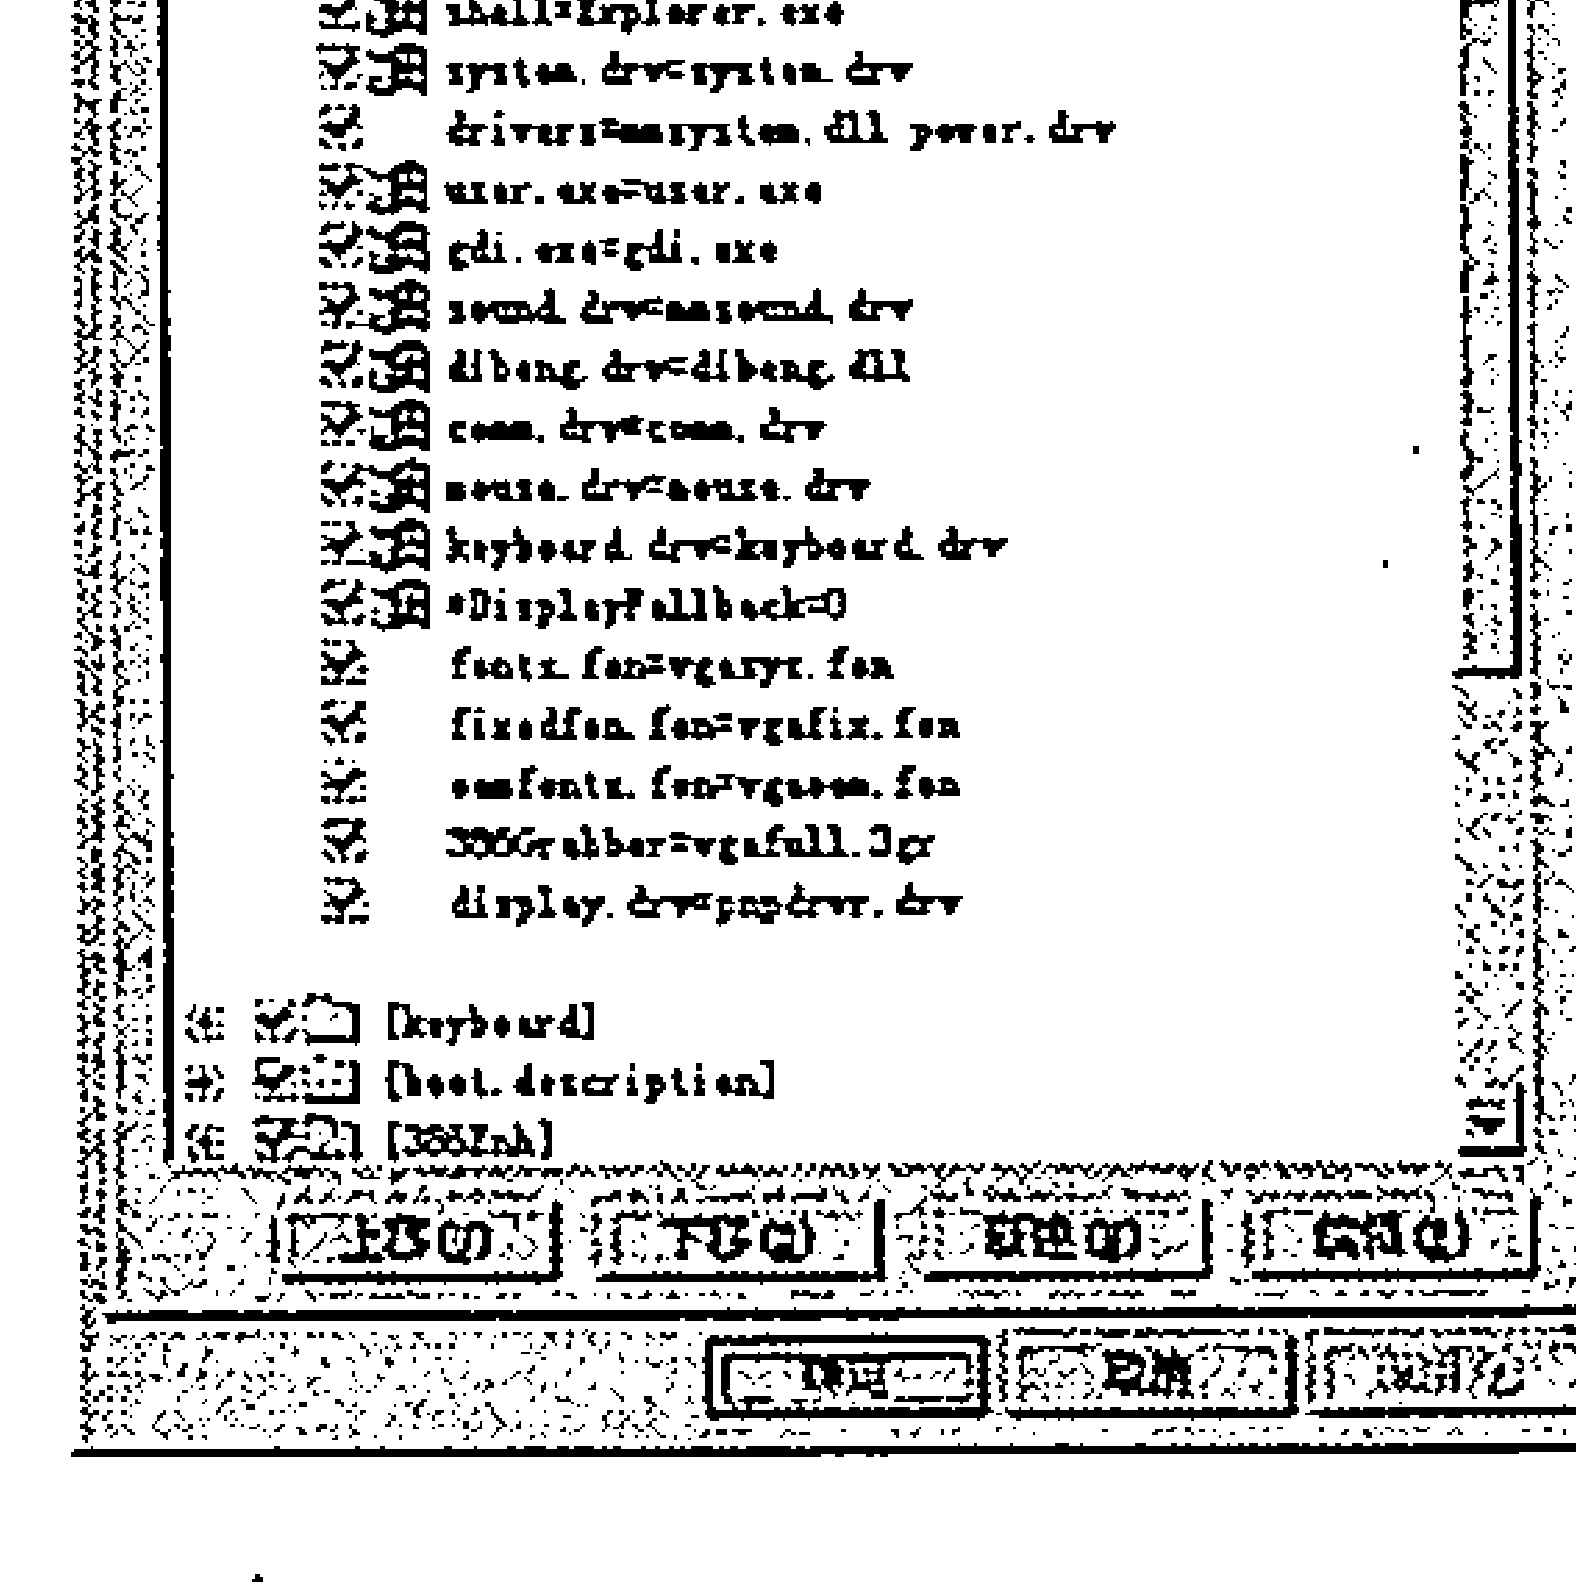 shell=Explorer.exe
system.drv=system.drv
drivers=mmsystem.dll power.drv
user.exe=user.exe
gdi.exe=gdi.exe
sound.drv=mmsound.drv
dibeng.drv=dibeng.dll
comm.drv=comm.drv
mouse.drv=mouse.drv
keyboard.drv=keyboard.drv
*DisplayFallback=0
fonts.fon=vgasys.fon
fixedfon.fon=vgafix.fon
oemfonts.fon=vgaoem.fon
386Grabber=vgafull.3gr
display.drv=pnpdrvr.drv
[keyboard]
[boot.description]
[386Enh]